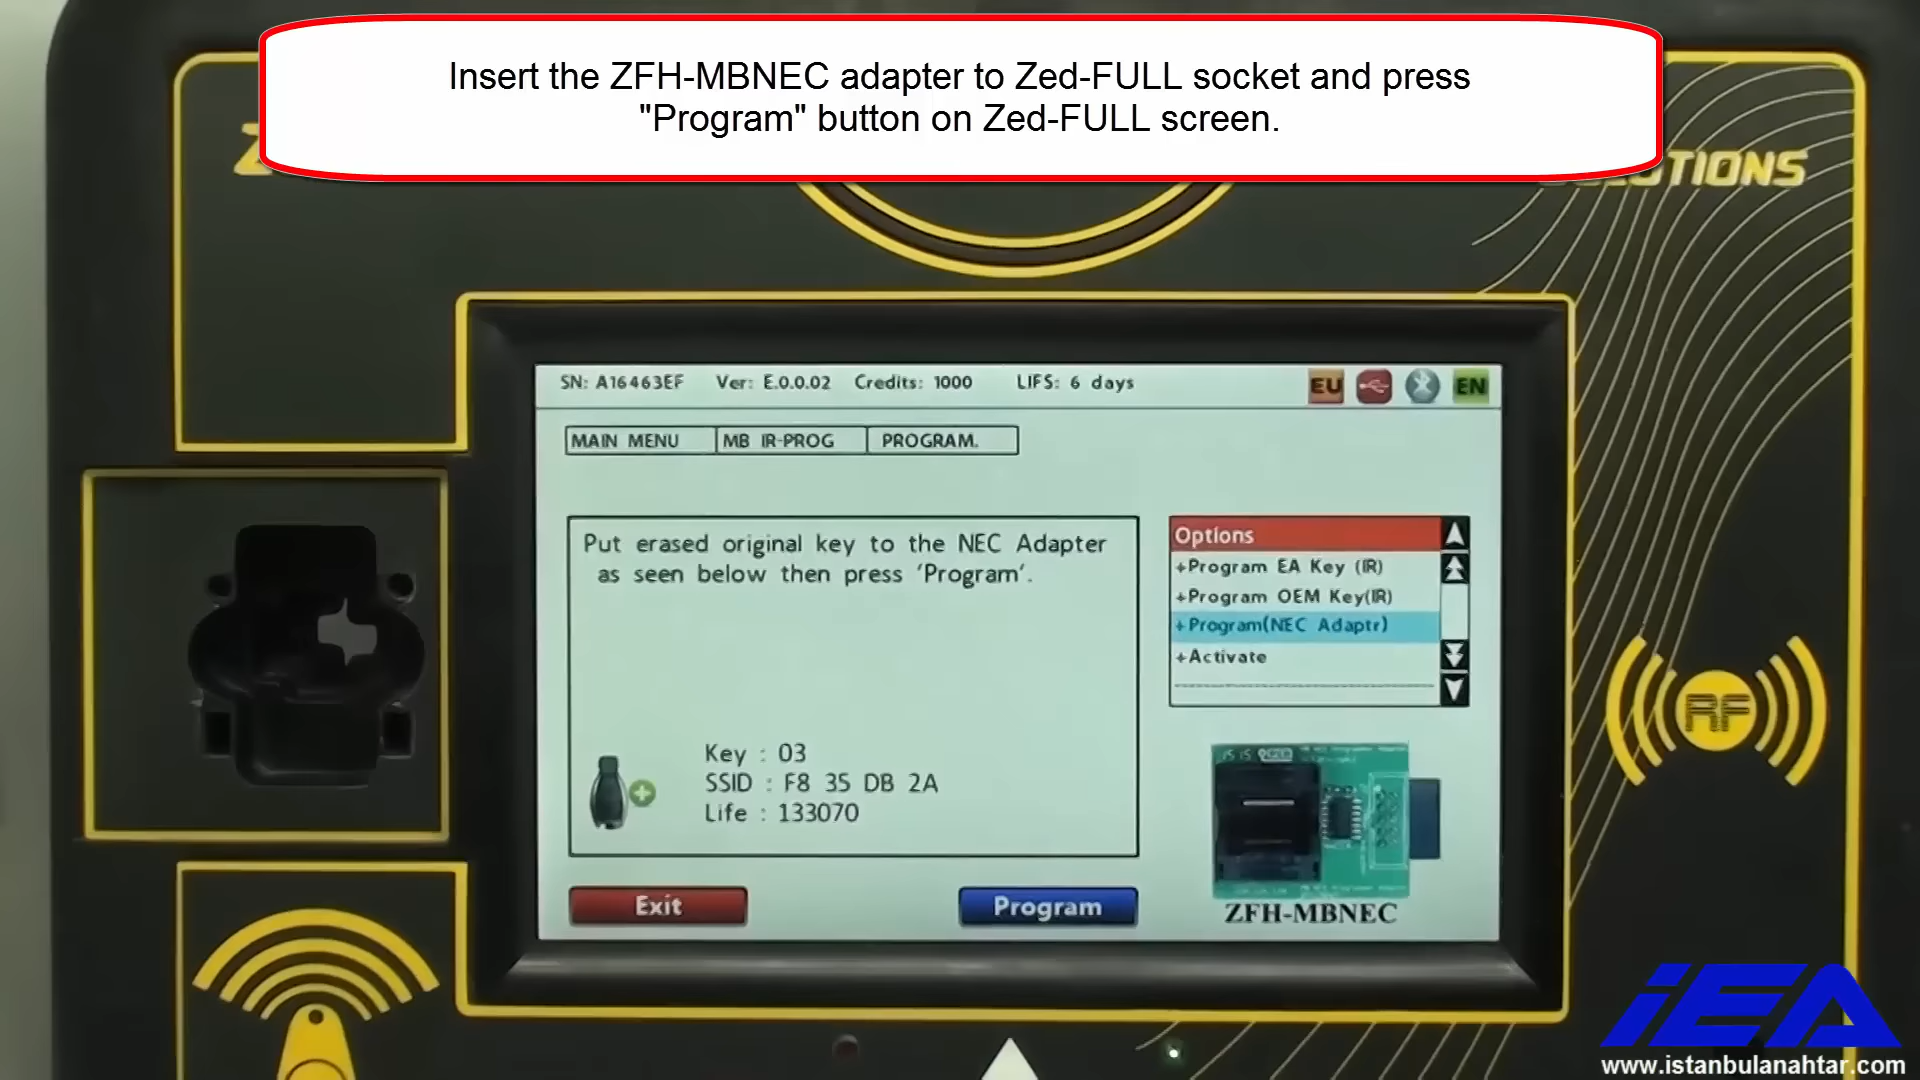 Insert the ZFH-MBNEC adapter to Zed-FULL socket and press
"Program" button on Zed-FULL screen.
SN: A16463EF Ver: E.0.0.02 Credits: 1000 LIFS: 6 days EU EN
MAIN MENU MB IR-PROG PROGRAM.
Put erased original key to the NEC Adapter
as seen below then press 'Program'.
Options
+Program EA Key (IR)
+Program OEM Key(IR)
+Program(NEC Adaptr)
+Activate
Key : 03
SSID : F8 35 DB 2A
Life : 133070
Exit
Program
ZFH-MBNEC
RF
iEA
www.istanbulanahtar.com